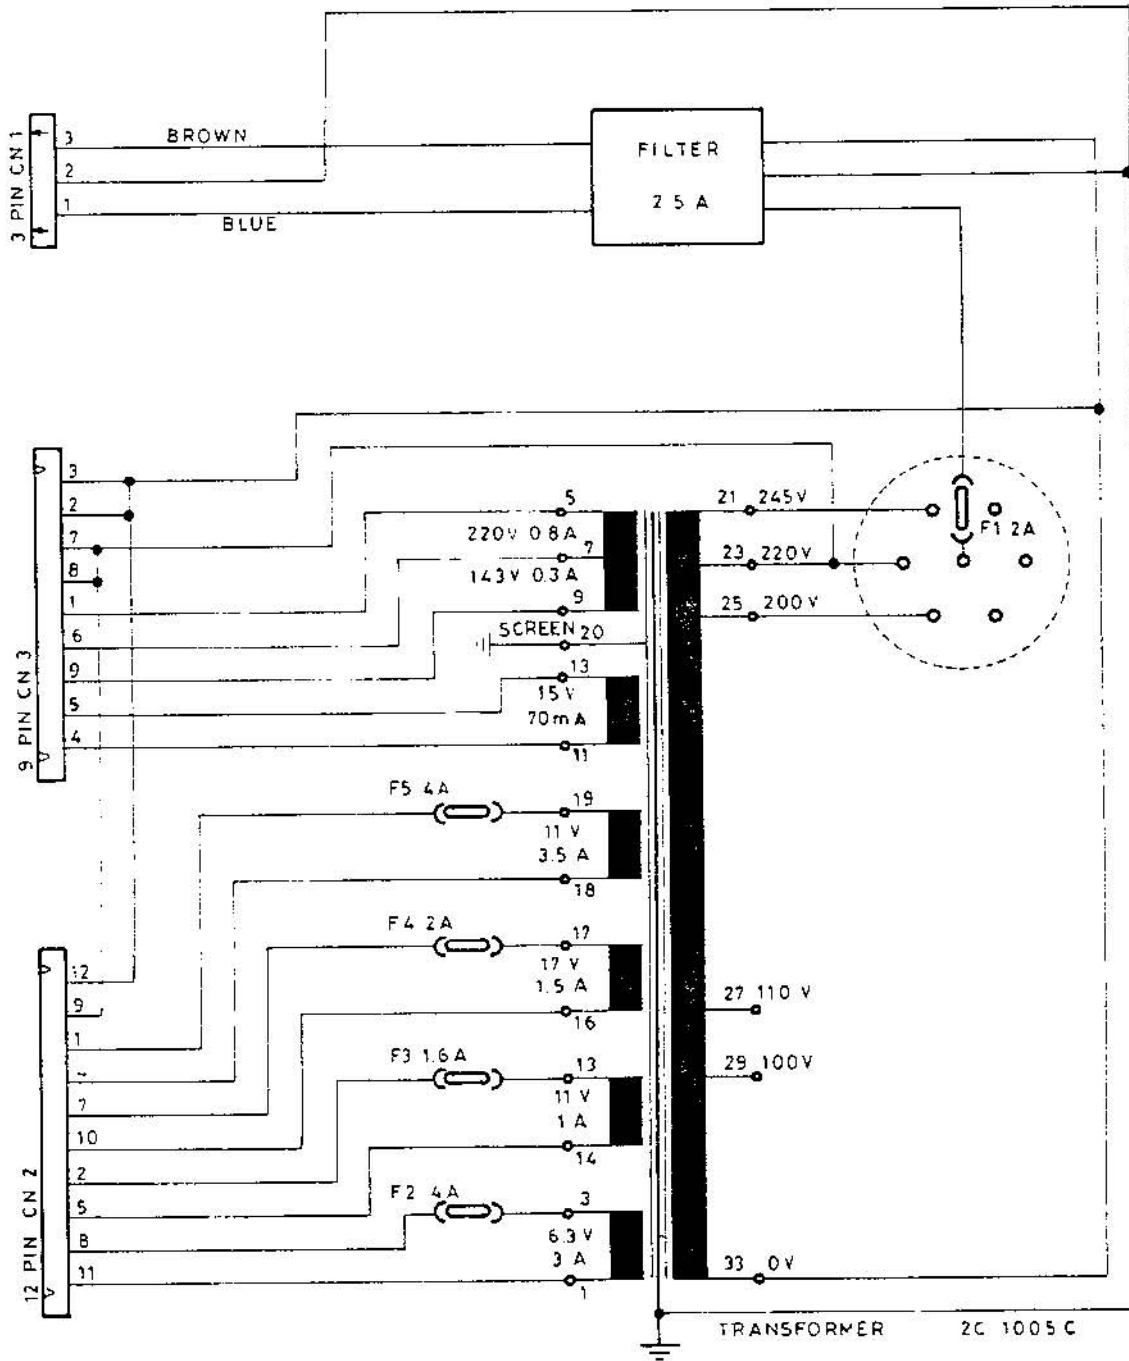 3 PIN CN 1
3
BROWN
2
1
BLUE
FILTER
2 5 A
9 PIN CN 3
3
2
7
8
1
6
9
5
4
5
220V 0.8A
7
143V 0.3A
9
SCREEN 20
13
15V
70mA
11
21 245V
23 220V
25 200V
F1 2A
F5 4A
19
11 V
3.5 A
18
F4 2A
17
17 V
1.5 A
16
F3 1.6A
13
11 V
1 A
14
F2 4A
3
6.3 V
3 A
1
27 110 V
29 100V
33 0V
12 PIN CN 2
12
9
1
7
10
2
5
8
11
TRANSFORMER 2C 1005 C